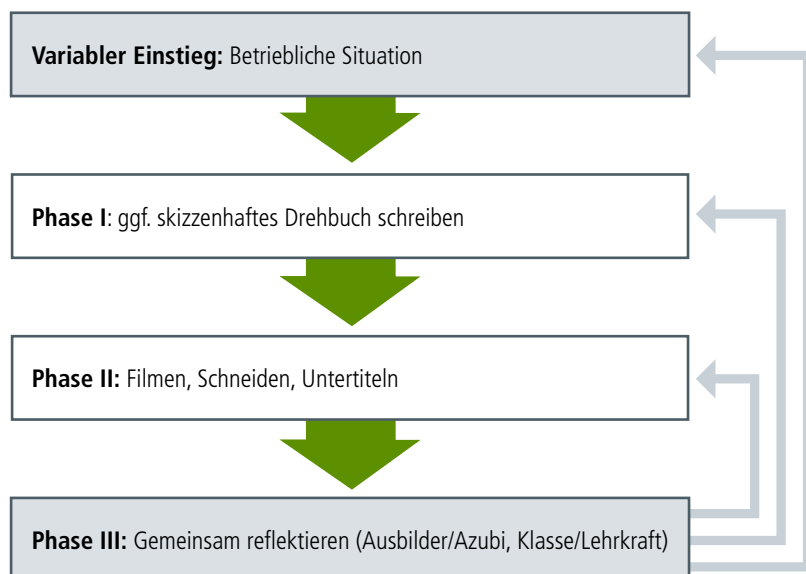 Variabler Einstieg: Betriebliche Situation
Phase I: ggf. skizzenhaftes Drehbuch schreiben
Phase II: Filmen, Schneiden, Untertiteln
Phase III: Gemeinsam reflektieren (Ausbilder/Azubi, Klasse/Lehrkraft)